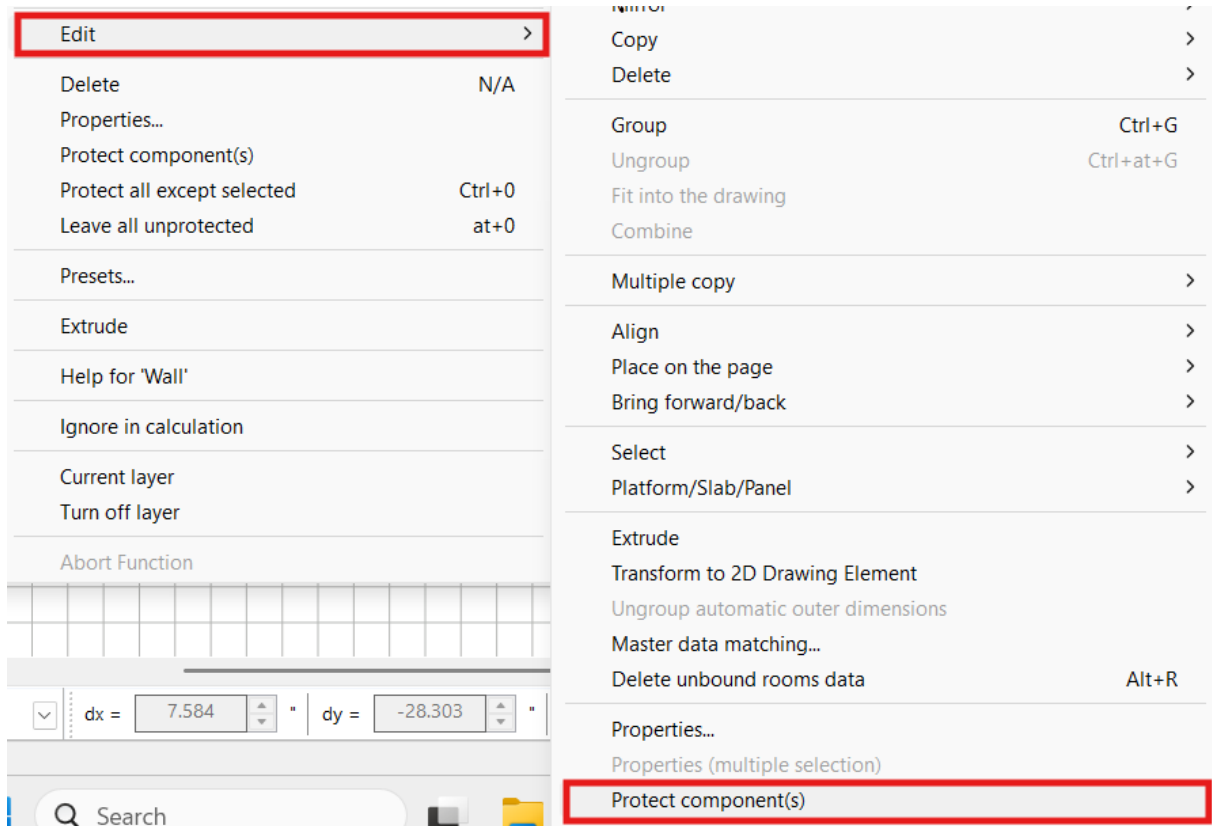 Edit
Delete N/A
Properties...
Protect component(s)
Protect all except selected Ctrl+0
Leave all unprotected at+0
Presets...
Extrude
Help for 'Wall'
Ignore in calculation
Current layer
Turn off layer
Abort Function
dx = 7.584 " dy = -28.303 "
Search
Mirror
Copy
Delete
Group Ctrl+G
Ungroup Ctrl+at+G
Fit into the drawing
Combine
Multiple copy
Align
Place on the page
Bring forward/back
Select
Platform/Slab/Panel
Extrude
Transform to 2D Drawing Element
Ungroup automatic outer dimensions
Master data matching...
Delete unbound rooms data Alt+R
Properties...
Properties (multiple selection)
Protect component(s)